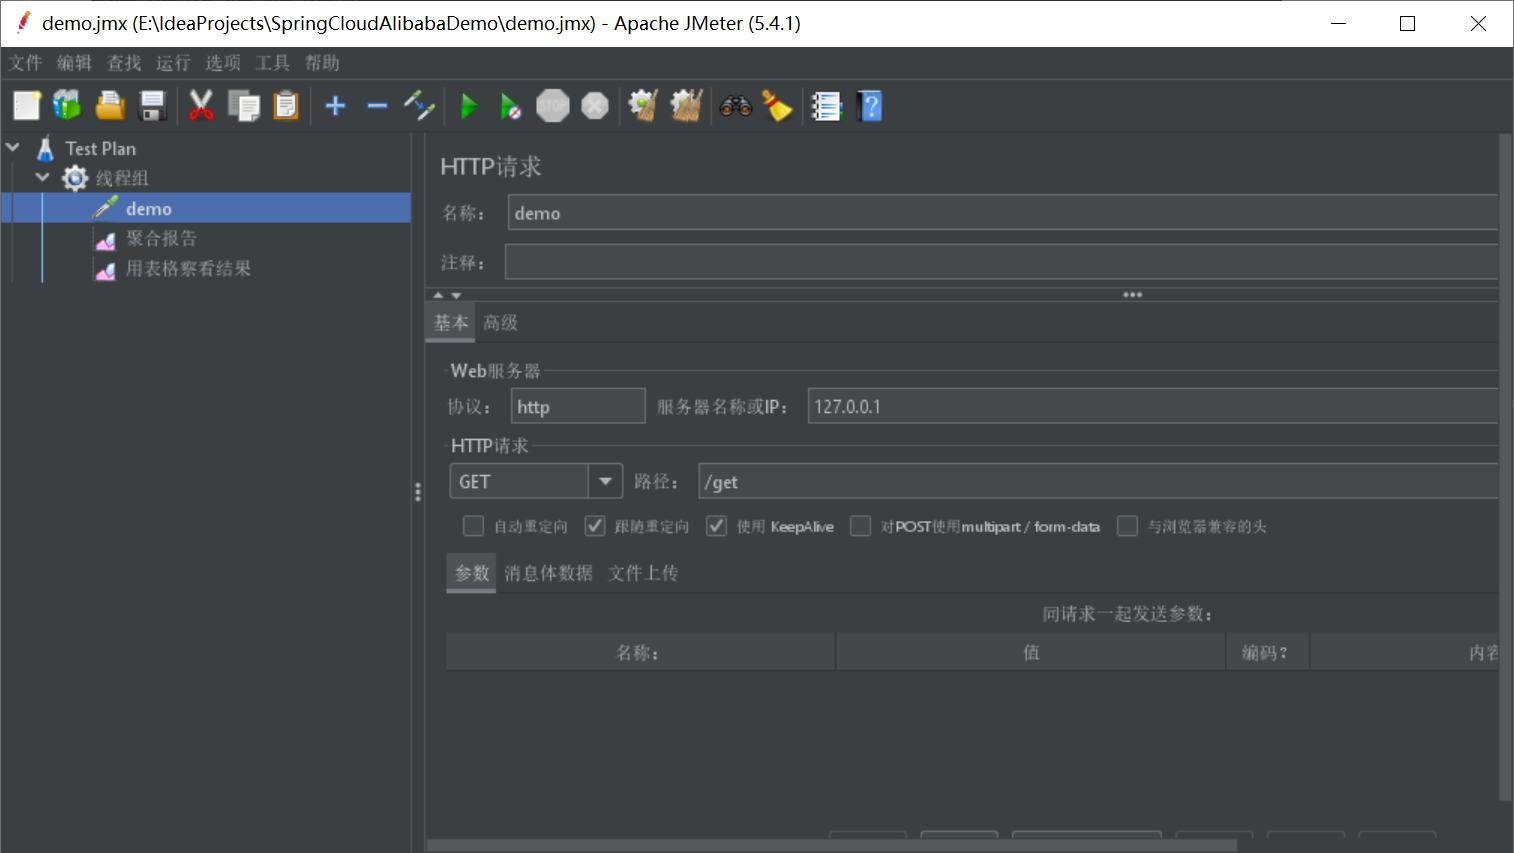 demo.jmx (E:\IdeaProjects\SpringCloudAlibabaDemo\demo.jmx) - Apache JMeter (5.4.1)
文件 编辑 查找 运行 选项 工具 帮助
STOP
Test Plan
线程组
demo
聚合报告
用表格察看结果
HTTP请求
名称： demo
注释：
基本 高级
Web服务器
协议： http 服务器名称或IP： 127.0.0.1
HTTP请求
GET 路径： /get
自动重定向 跟随重定向 使用 KeepAlive 对POST使用multipart / form-data 与浏览器兼容的头
参数 消息体数据 文件上传
同请求一起发送参数：
名称： 值 编码？ 内容